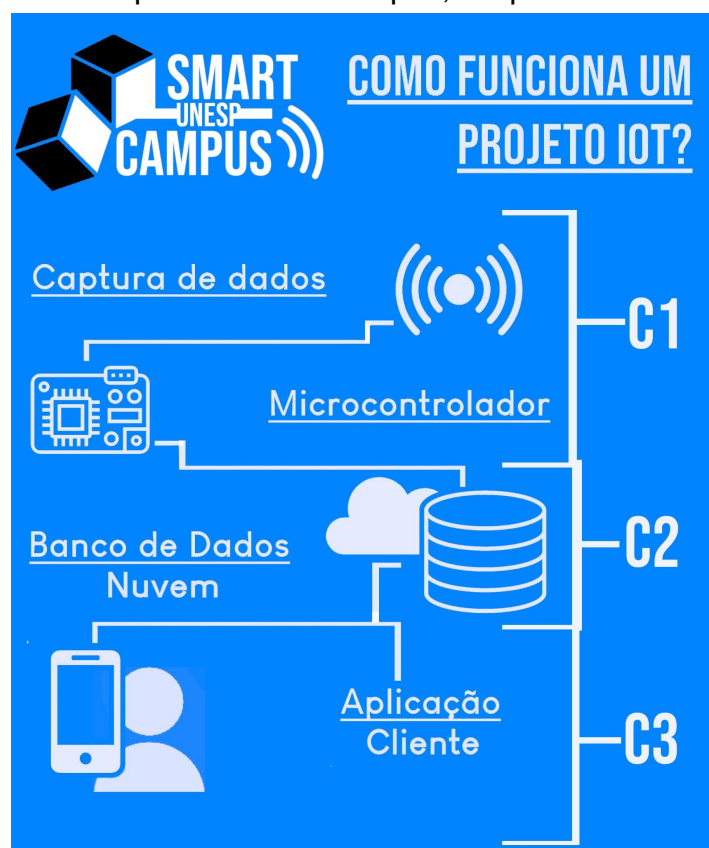 SMART
UNESP
CAMPUS
COMO FUNCIONA UM
PROJETO IOT?
Captura de dados
C1
Microcontrolador
Banco de Dados
Nuvem
C2
Aplicação
Cliente
C3